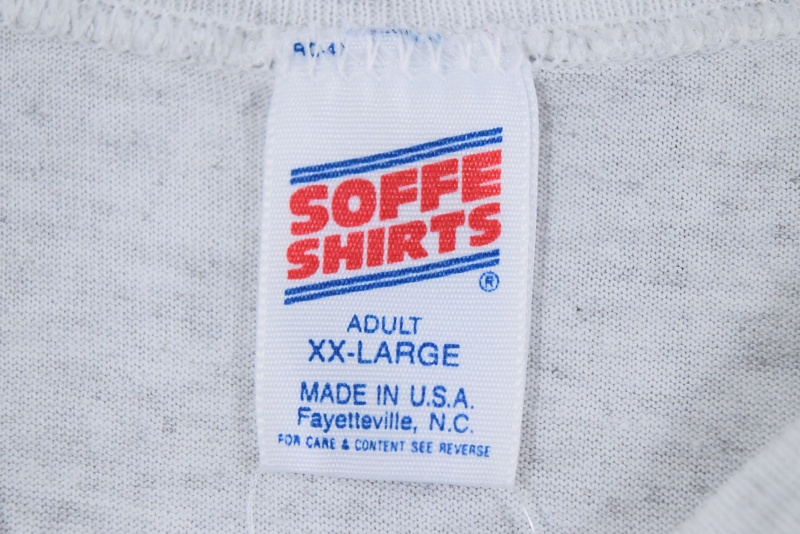 SOFFE
SHIRTS
®
ADULT
XX-LARGE
MADE IN U.S.A.
Fayetteville, N.C.
FOR CARE & CONTENT SEE REVERSE